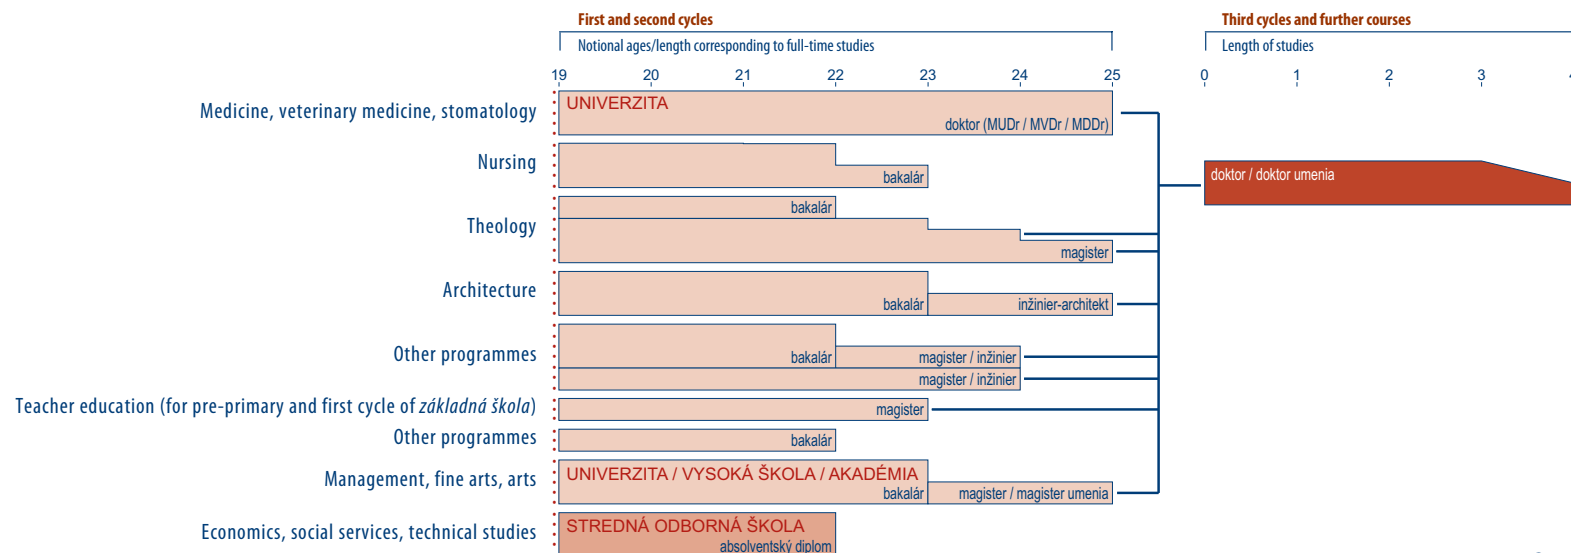 First and second cycles
Third cycles and further courses
Notional ages/length corresponding to full-time studies
Length of studies
19 20 21 22 23 24 25
0 1 2 3
Medicine, veterinary medicine, stomatology
UNIVERZITA
doktor (MUDr / MVDr / MDDr)
Nursing
bakalár
doktor / doktor umenia
bakalár
Theology
magister
Architecture
bakalár
inžinier-architekt
Other programmes
bakalár
magister / inžinier
magister / inžinier
Teacher education (for pre-primary and first cycle of základná škola)
magister
Other programmes
bakalár
Management, fine arts, arts
UNIVERZITA / VYSOKÁ ŠKOLA / AKADÉMIA
bakalár
magister / magister umenia
Economics, social services, technical studies
STREDNÁ ODBORNÁ ŠKOLA
absolventský diplom